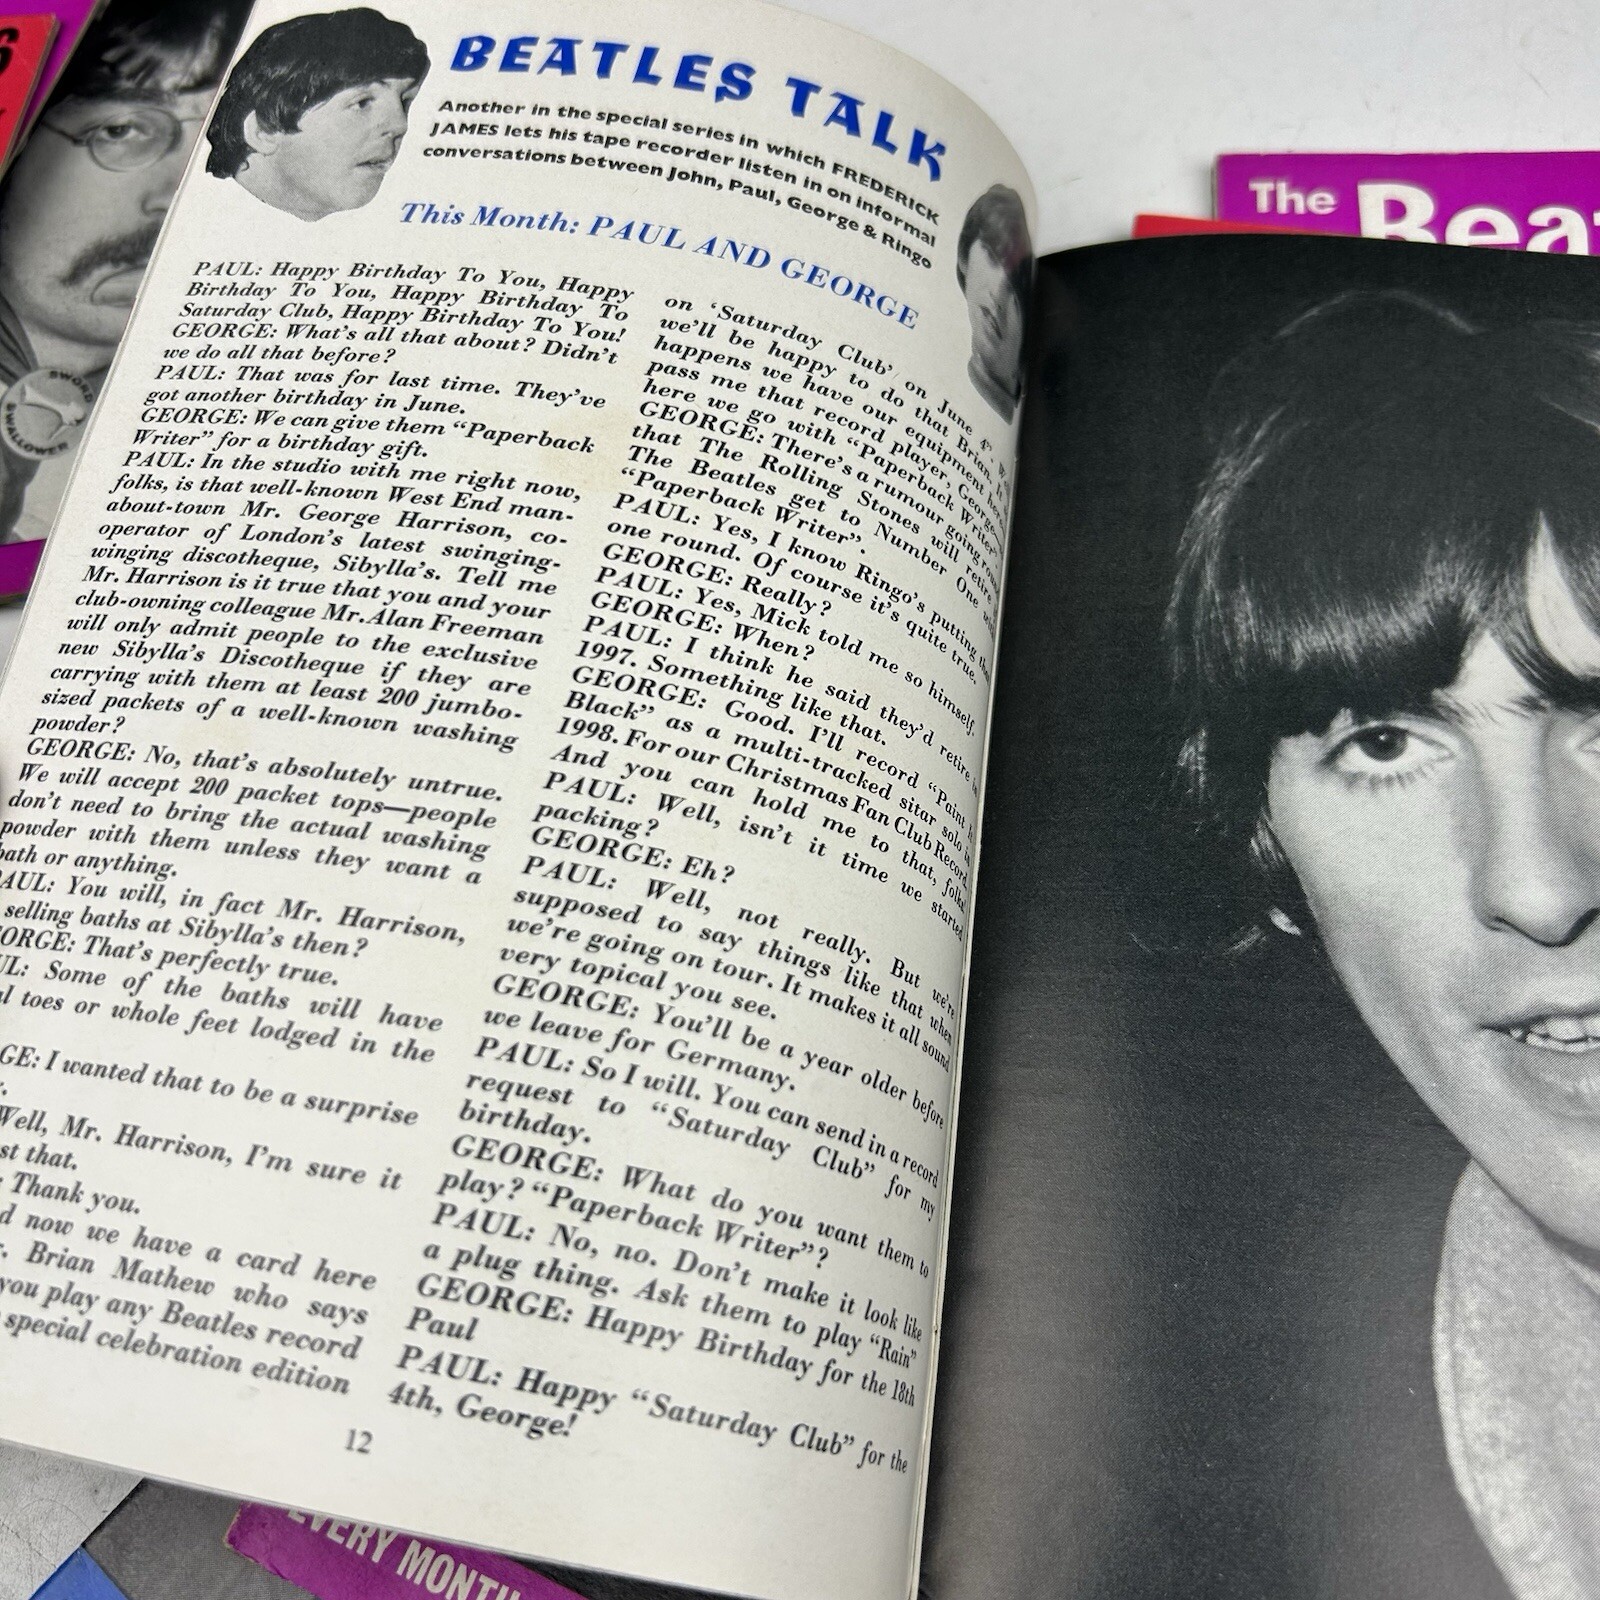 BEATLES TALK
Another in the special series in which FREDERICK
JAMES lets his tape recorder listen in on informal
conversations between John, Paul, George & Ringo
This Month: PAUL AND GEORGE
PAUL: Happy Birthday To You, Happy
Birthday To You, Happy Birthday To
Saturday Club, Happy Birthday To You!
GEORGE: What's all that about? Didn't
we do all that before?
PAUL: That was for last time. They've
got another birthday in June.
GEORGE: We can give them "Paperback
Writer" for a birthday gift.
PAUL: In the studio with me right now,
folks, is that well-known West End man-
about-town Mr. George Harrison, co-
operator of London's latest swinging-
winging discotheque, Sibylla's. Tell me
Mr. Harrison is it true that you and your
club-owning colleague Mr. Alan Freeman
will only admit people to the exclusive
new Sibylla's Discotheque if they are
carrying with them at least 200 jumbo-
sized packets of a well-known washing
powder?
GEORGE: No, that's absolutely untrue.
We will accept 200 packet tops—people
don't need to bring the actual washing
powder with them unless they want a
bath or anything.
PAUL: You will, in fact Mr. Harrison,
selling baths at Sibylla's then?
GEORGE: That's perfectly true.
PAUL: Some of the baths will have
toes or whole feet lodged in the
GEORGE: I wanted that to be a surprise
Well, Mr. Harrison, I'm sure it
that.
Thank you.
now we have a card here
Brian Mathew who says
you play any Beatles record
special celebration edition
on 'Saturday Club' on June 4th.
we'll be happy to do that Brian. It
happens we have our equipment here
pass me that record player, George
here we go with "Paperback Writer".
GEORGE: There's a rumour going round
that The Rolling Stones will retire
The Beatles get to Number One with
"Paperback Writer".
PAUL: Yes, I know Ringo's putting that
one round. Of course it's quite true.
GEORGE: Really?
PAUL: Yes, Mick told me so himself.
GEORGE: When?
PAUL: I think he said they'd retire in
1997. Something like that.
GEORGE: Good. I'll record "Paint It
Black" as a multi-tracked sitar solo in
1998. For our Christmas Fan Club Record.
And you can hold me to that, folks!
PAUL: Well, isn't it time we started
packing?
GEORGE: Eh?
PAUL: Well, not really. But we're
supposed to say things like that when
we're going on tour. It makes it all sound
very topical you see.
GEORGE: You'll be a year older before
we leave for Germany.
PAUL: So I will. You can send in a record
request to "Saturday Club" for my
birthday.
GEORGE: What do you want them to
play? "Paperback Writer"?
PAUL: No, no. Don't make it look like
a plug thing. Ask them to play "Rain"
GEORGE: Happy Birthday for the 18th
Paul
PAUL: Happy "Saturday Club" for the
4th, George!
12
The
SWORD
SWALLOWER
EVERY MONTH